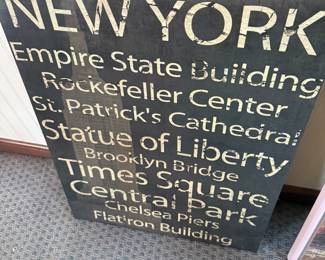 NEW YORK
Empire State Building
Rockefeller Center
St. Patrick's Cathedral
Statue of Liberty
Brooklyn Bridge
Times Square
Central Park
Chelsea Piers
Flatiron Building